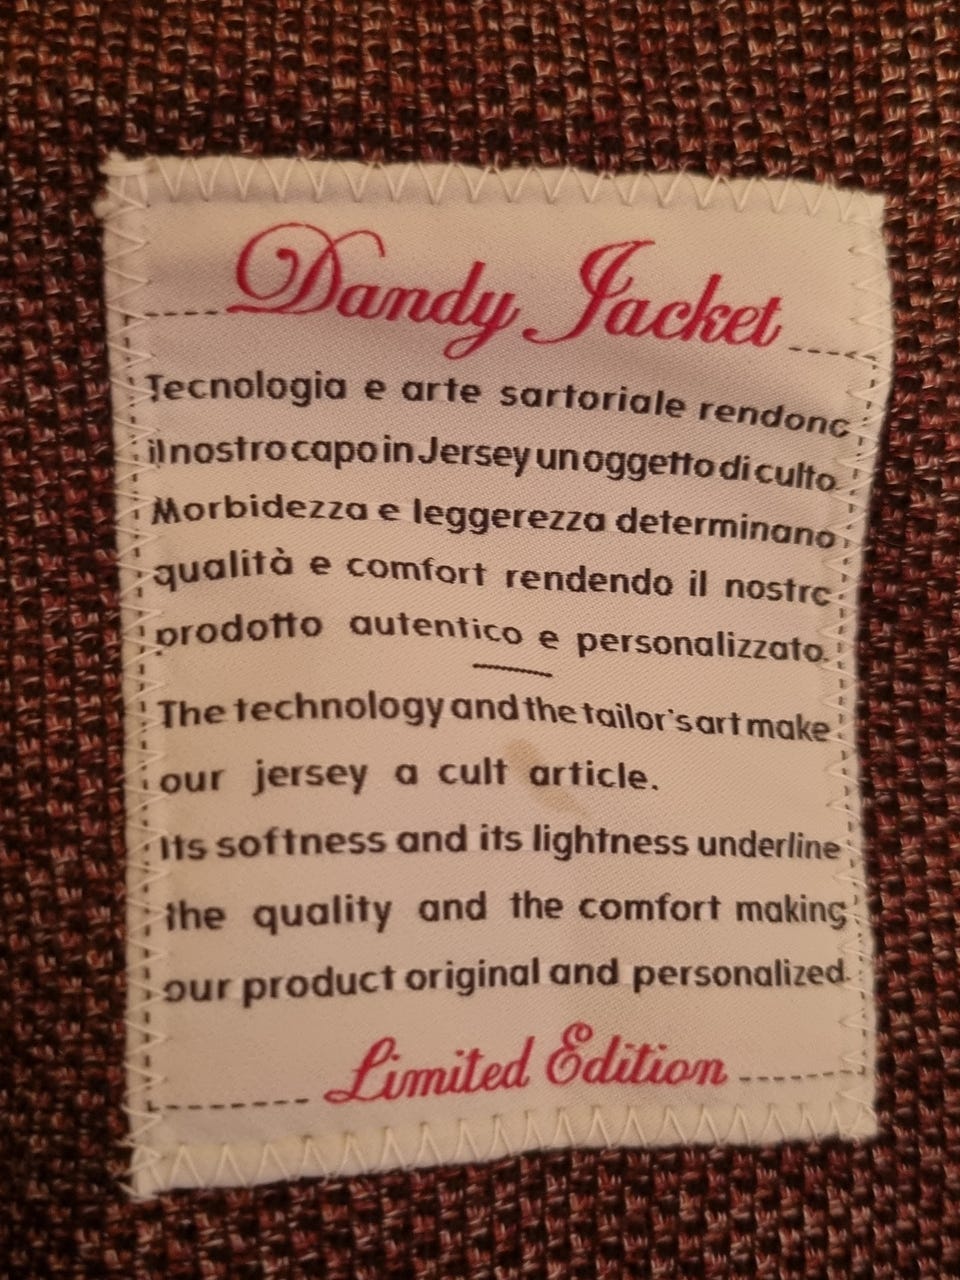 Dandy Jacket
Tecnologia e arte sartoriale rendono
il nostro capo in Jersey un oggetto di culto.
Morbidezza e leggerezza determinano
qualità e comfort rendendo il nostro
prodotto autentico e personalizzato.
The technology and the tailor's art make
our jersey a cult article.
Its softness and its lightness underline
the quality and the comfort making
our product original and personalized.
Limited Edition